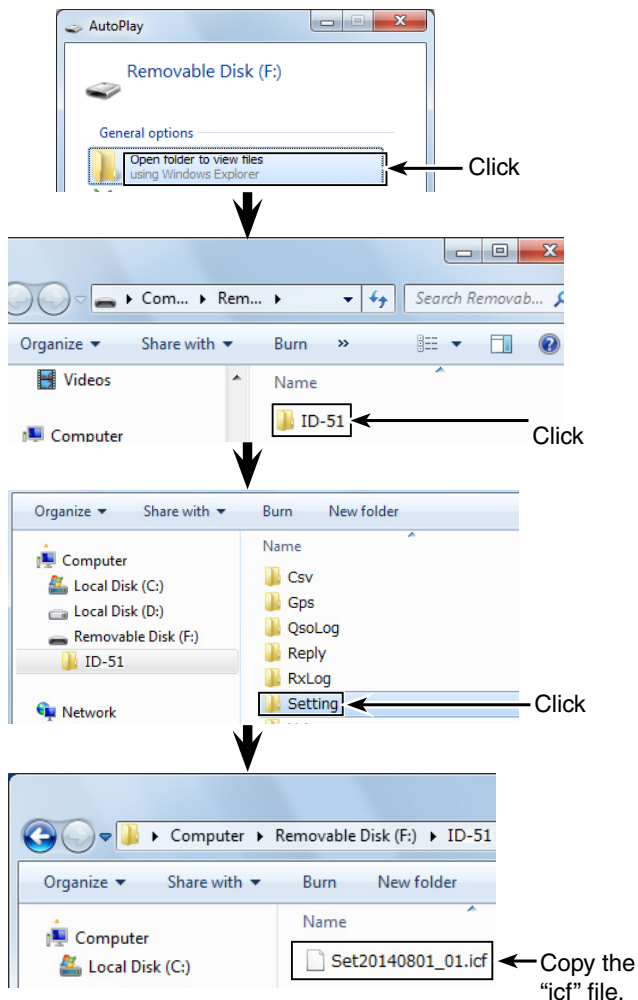 AutoPlay
Removable Disk (F:)
General options
Open folder to view files
using Windows Explorer
Click
Com... Rem... Search Removab...
Organize Share with Burn »
Videos
Name
ID-51
Computer
Click
Organize Share with Burn New folder
Name
Computer
Csv
Local Disk (C:)
Gps
Local Disk (D:)
QsoLog
Removable Disk (F:)
Reply
ID-51
RxLog
Setting
Click
Network
Computer Removable Disk (F:) ID-51
Organize Share with Burn New folder
Name
Computer
Set20140801_01.icf
Local Disk (C:)
Copy the
“icf” file.